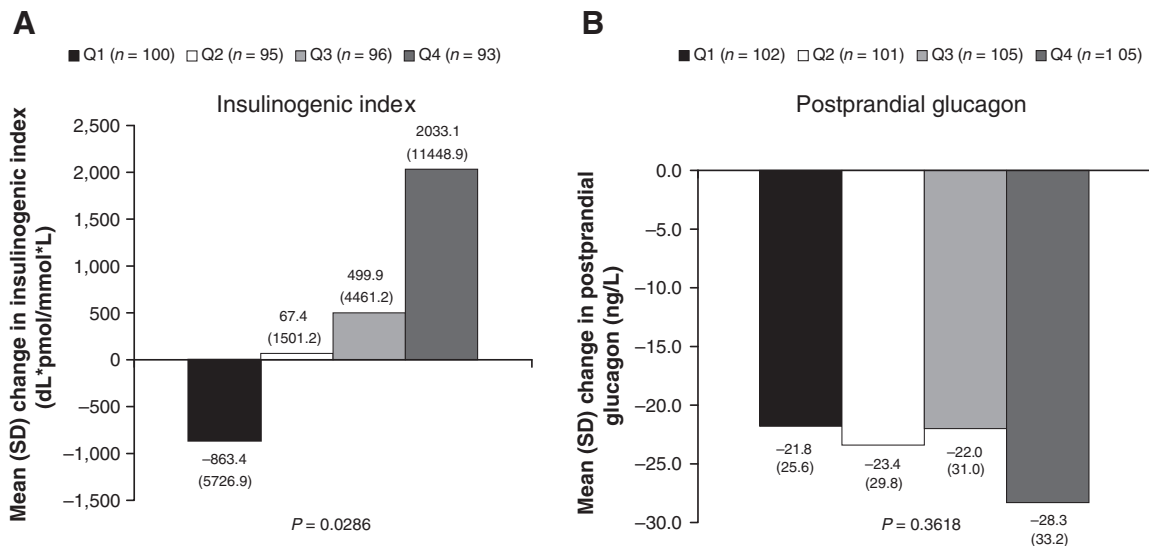 A
Q1 (n = 100) Q2 (n = 95) Q3 (n = 96) Q4 (n = 93)
Insulinogenic index
Mean (SD) change in insulinogenic index
(dL*pmol/mmol*L)
2,500
2,000
1,500
1,000
500
0
−500
−1,000
−1,500
−863.4
(5726.9)
67.4
(1501.2)
499.9
(4461.2)
2033.1
(11448.9)
P = 0.0286
B
Q1 (n = 102) Q2 (n = 101) Q3 (n = 105) Q4 (n =1 05)
Postprandial glucagon
Mean (SD) change in postprandial
glucagon (ng/L)
0.0
−5.0
−10.0
−15.0
−20.0
−25.0
−30.0
−21.8
(25.6)
−23.4
(29.8)
−22.0
(31.0)
−28.3
(33.2)
P = 0.3618